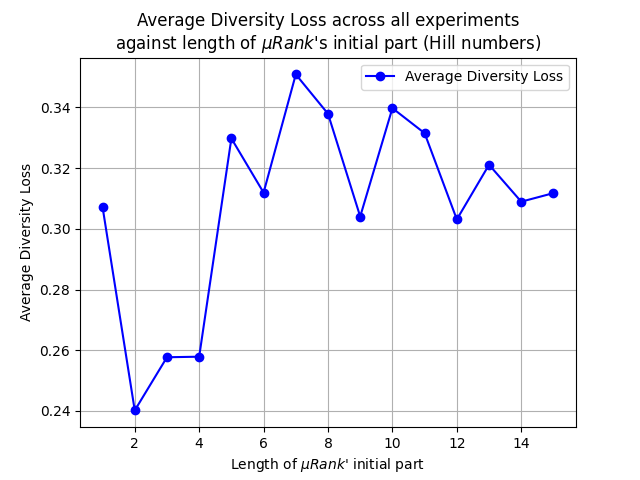 Average Diversity Loss across all experiments
against length of μRank's initial part (Hill numbers)
Average Diversity Loss
0.34
0.32
0.30
0.28
0.26
0.24
Average Diversity Loss
2 4 6 8 10 12 14
Length of μRank' initial part